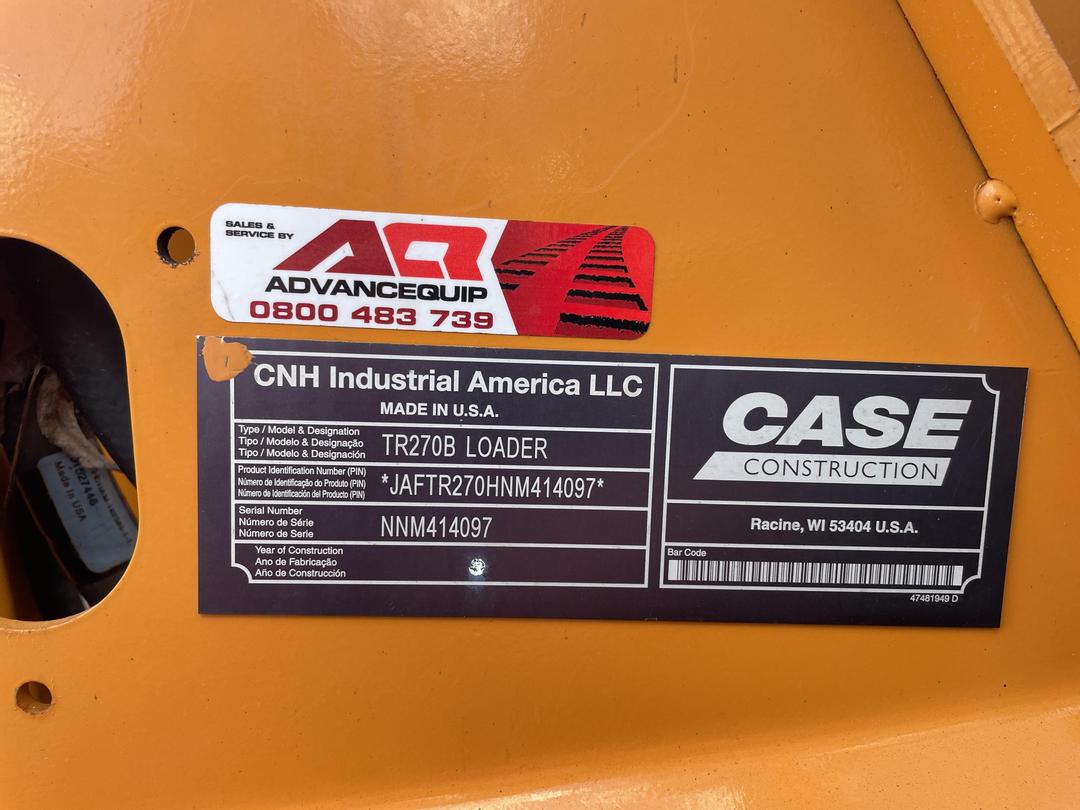 SALES &
SERVICE BY
AQ
ADVANCEQUIP
0800 483 739
CNH Industrial America LLC
MADE IN U.S.A.
Type / Model & Designation
Tipo / Modelo & Designação
Tipo / Modelo & Designación
TR270B LOADER
Product Identification Number (PIN)
Número de Identificação do Produto (PIN)
Número de Identificación del Producto (PIN)
*JAFTR270HNM414097*
Serial Number
Número de Série
Número de Serie
NNM414097
Year of Construction
Ano de Fabricação
Año de Construcción
CASE
CONSTRUCTION
Racine, WI 53404 U.S.A.
Bar Code
47481949 D
Made in USA